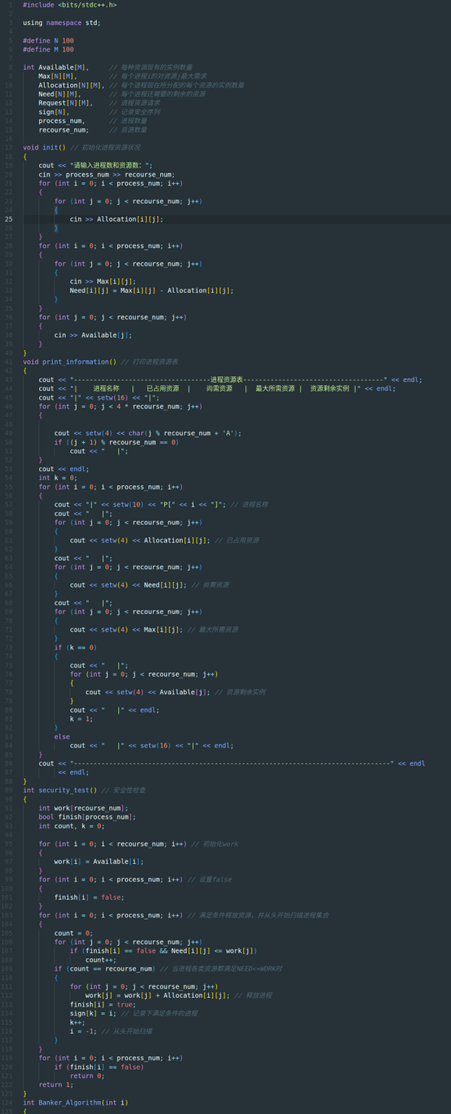 #include <bits/stdc++.h>
using namespace std;
#define N 100
#define M 100
int Available[M], // 每种资源现有的实例数量
Max[N][M], // 每个进程i的对资源j最大需求
Allocation[N][M], // 每个进程现在所分配的每个资源的实例数量
Need[N][M], // 每个进程还需要的剩余的资源
Request[N][M], // 进程资源请求
sign[N], // 记录安全序列
process_num, // 进程数量
recourse_num; // 资源数量
void init() // 初始化进程资源状况
{
cout << "请输入进程数和资源数：";
cin >> process_num >> recourse_num;
for (int i = 0; i < process_num; i++)
{
for (int j = 0; j < recourse_num; j++)
{
25 cin >> Allocation[i][j];
}
}
for (int i = 0; i < process_num; i++)
{
for (int j = 0; j < recourse_num; j++)
{
cin >> Max[i][j];
Need[i][j] = Max[i][j] - Allocation[i][j];
}
}
for (int j = 0; j < recourse_num; j++)
{
cin >> Available[j];
}
}
void print_information() // 打印进程资源表
{
cout << "-----------------------------------进程资源表------------------------------------" << endl;
cout << "|    进程名称   |   已占用资源  |    尚需资源   |  最大所需资源 |  资源剩余实例 |" << endl;
cout << "|" << setw(16) << "|";
for (int j = 0; j < 4 * recourse_num; j++)
{
cout << setw(4) << char(j % recourse_num + 'A');
if ((j + 1) % recourse_num == 0)
cout << "   |";
}
cout << endl;
int k = 0;
for (int i = 0; i < process_num; i++)
{
cout << "|" << setw(10) << "P[" << i << "]"; // 进程名称
cout << "   |";
for (int j = 0; j < recourse_num; j++)
{
cout << setw(4) << Allocation[i][j]; // 已占用资源
}
cout << "   |";
for (int j = 0; j < recourse_num; j++)
{
cout << setw(4) << Need[i][j]; // 尚需资源
}
cout << "   |";
for (int j = 0; j < recourse_num; j++)
{
cout << setw(4) << Max[i][j]; // 最大所需资源
}
if (k == 0)
{
cout << "   |";
for (int j = 0; j < recourse_num; j++)
{
cout << setw(4) << Available[j]; // 资源剩余实例
}
cout << "   |" << endl;
k = 1;
}
else
cout << "   |" << setw(16) << "|" << endl;
}
cout << "---------------------------------------------------------------------------------" << endl
<< endl;
}
int security_test() // 安全性检查
{
int work[recourse_num];
bool finish[process_num];
int count, k = 0;
for (int i = 0; i < recourse_num; i++) // 初始化work
{
work[i] = Available[i];
}
for (int i = 0; i < process_num; i++) // 设置false
{
finish[i] = false;
}
for (int i = 0; i < process_num; i++) // 满足条件释放资源，并从头开始扫描进程集合
{
count = 0;
for (int j = 0; j < recourse_num; j++)
if (finish[i] == false && Need[i][j] <= work[j])
count++;
if (count == recourse_num) // 当进程各类资源都满足NEED<=WORK时
{
for (int j = 0; j < recourse_num; j++)
work[j] = work[j] + Allocation[i][j]; // 释放进程
finish[i] = true;
sign[k] = i; // 记录下满足条件的进程
k++;
i = -1; // 从头开始扫描
}
}
for (int i = 0; i < process_num; i++)
if (finish[i] == false)
return 0;
return 1;
}
int Banker_Algorithm(int i)
{